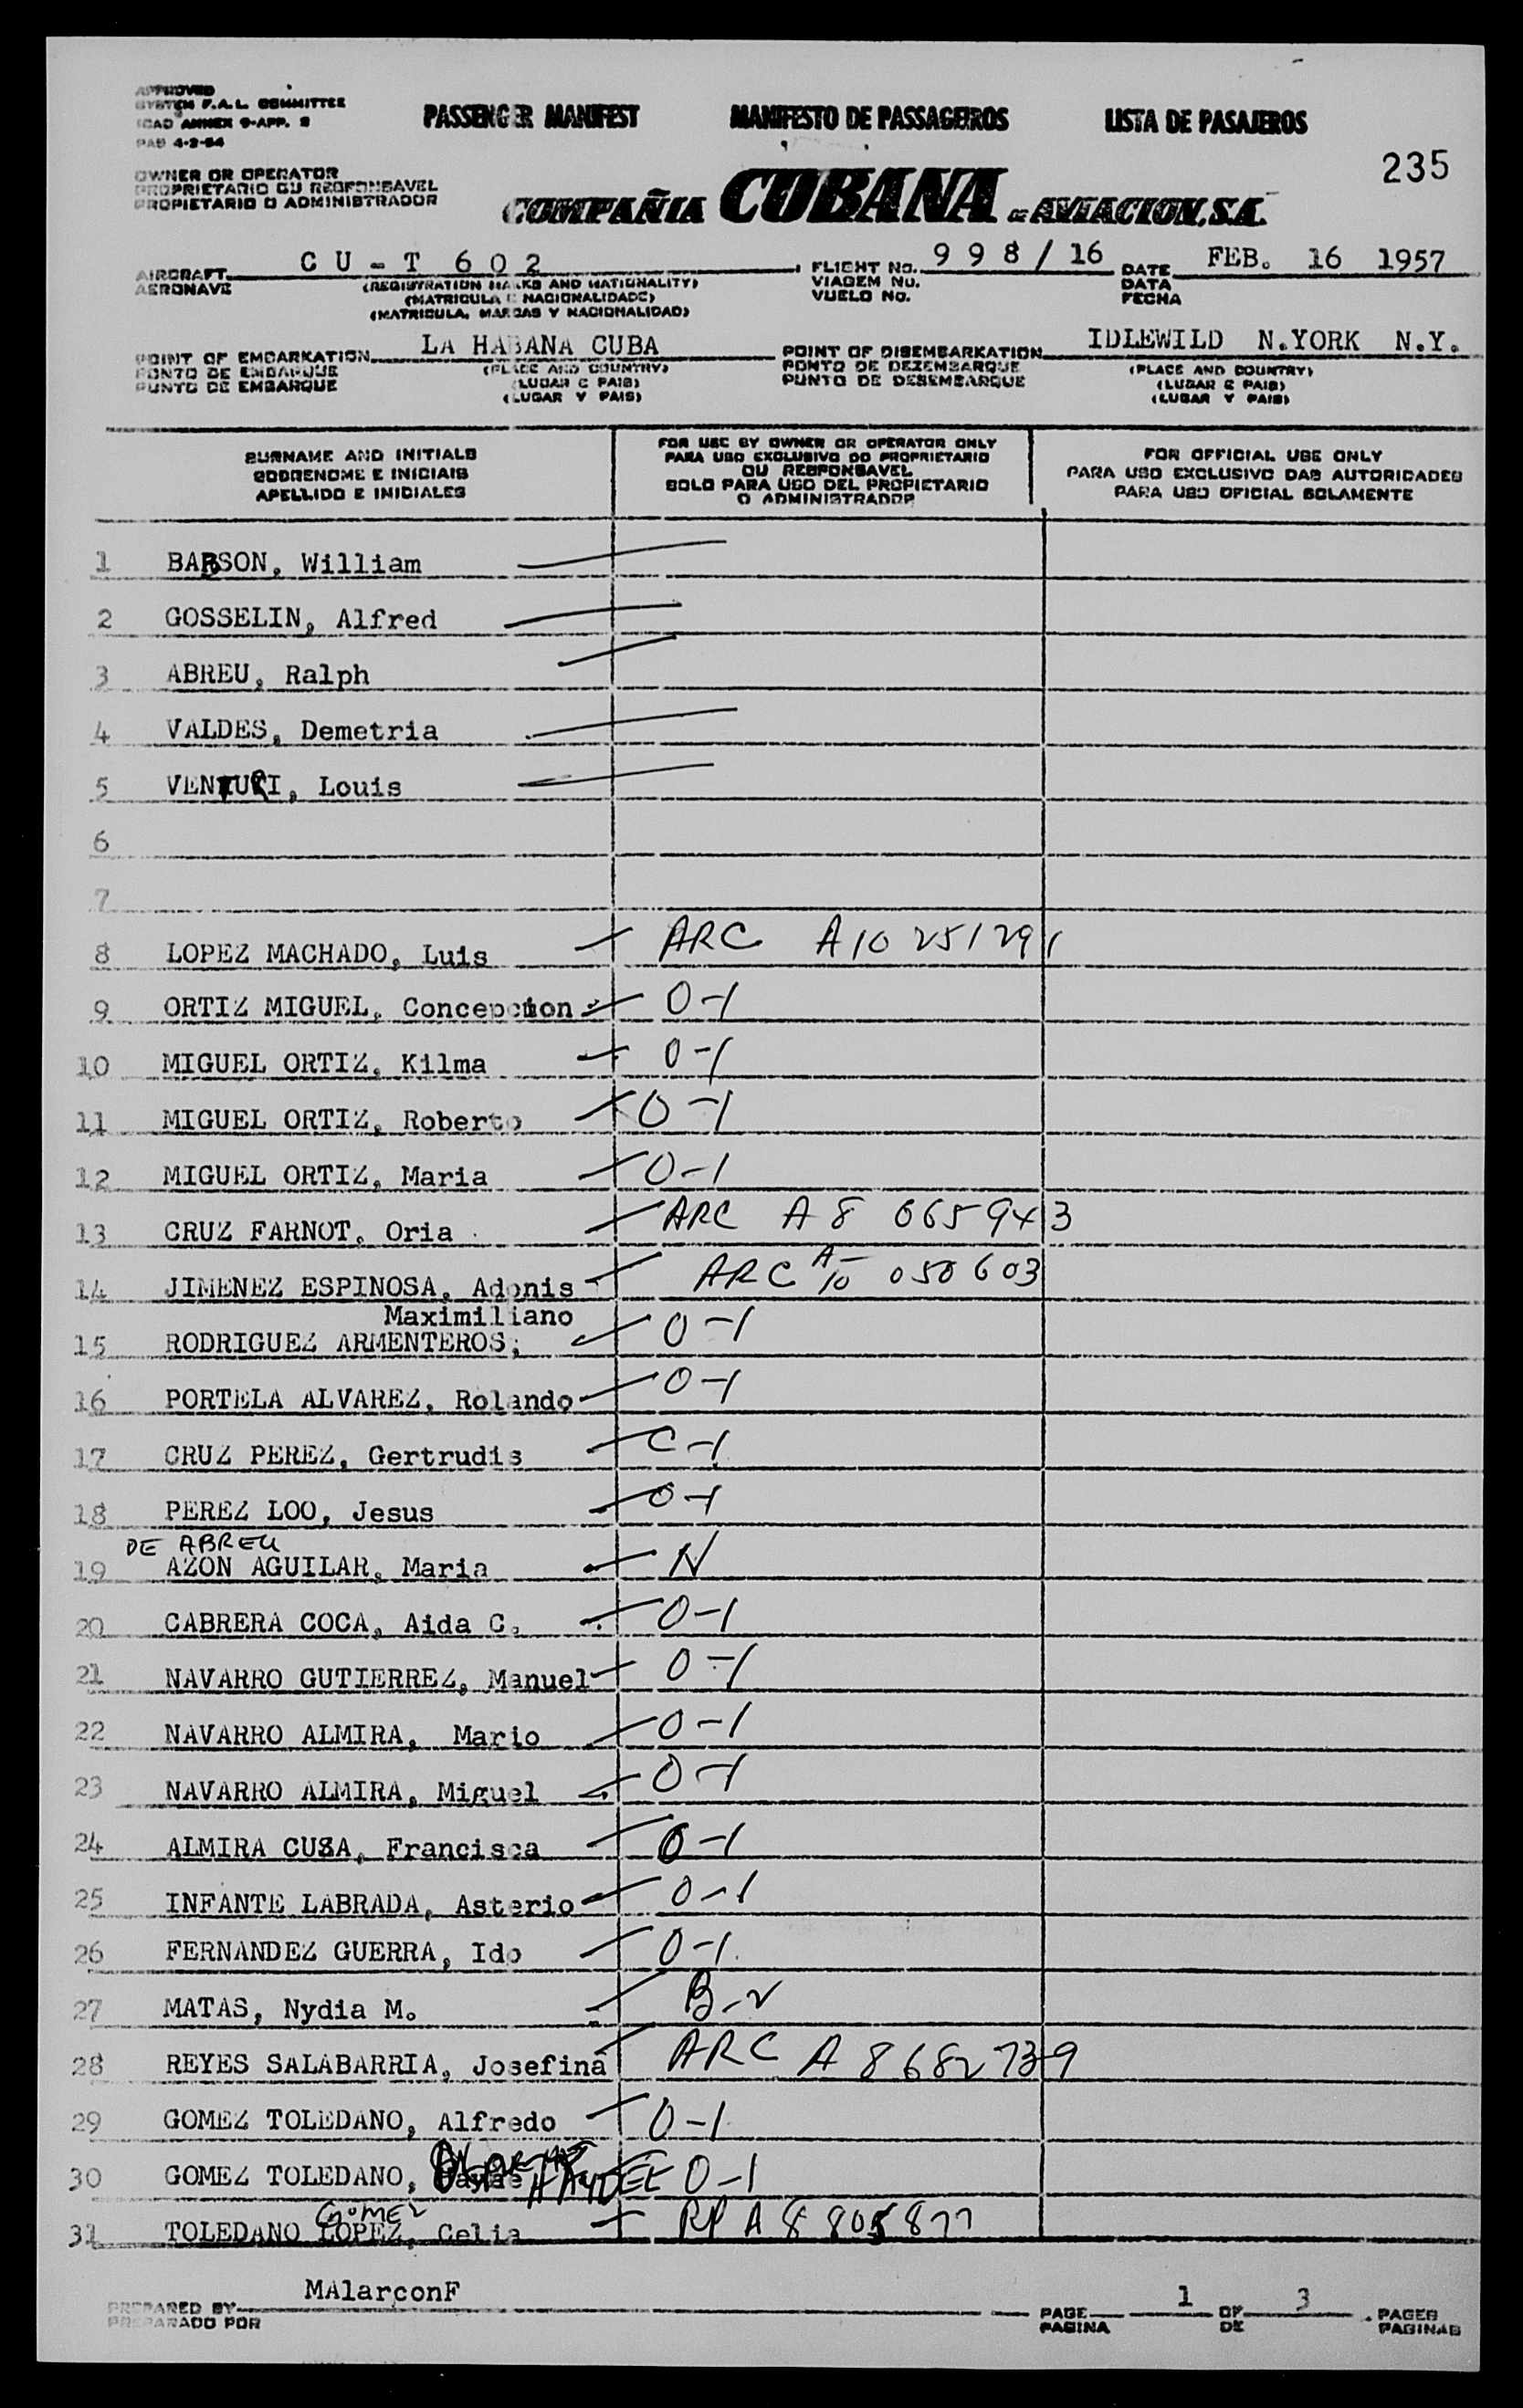 APPROVED
SYSTEM F.A.L. COMMITTEE
ICAO ANNEX 9-APP. 2
PAB 4-2-54
PASSENGER MANIFEST MANIFESTO DE PASSAGEIROS LISTA DE PASAJEROS
235
OWNER OR OPERATOR
PROPRIETARIO OU RESPONSAVEL
PROPIETARIO O ADMINISTRADOR
COMPAÑIA CUBANA DE AVIACION, S.A.
AIRCRAFT CU-T 602 FLIGHT No. 998/16 DATE FEB. 16 1957
AERONAVE (REGISTRATION MARKS AND NATIONALITY) VIAGEM No. DATA
(MATRICULA E NACIONALIDADE) VUELO No. FECHA
(MATRICULA, MARCAS Y NACIONALIDAD)
POINT OF EMBARKATION LA HABANA CUBA POINT OF DISEMBARKATION IDLEWILD N.YORK N.Y.
PONTO DE EMBARQUE (PLACE AND COUNTRY) PONTO DE DEZEMBARQUE (PLACE AND COUNTRY)
PUNTO DE EMBARQUE (LUGAR E PAIS) PUNTO DE DESEMBARQUE (LUGAR E PAIS)
(LUGAR Y PAIS) (LUGAR Y PAIS)
SURNAME AND INITIALS
SOBRENOME E INICIAIS
APELLIDO E INICIALES
FOR USE BY OWNER OR OPERATOR ONLY
PARA USO EXCLUSIVO DO PROPRIETARIO
OU RESPONSAVEL
SOLO PARA USO DEL PROPIETARIO
O ADMINISTRADOR
FOR OFFICIAL USE ONLY
PARA USO EXCLUSIVO DAS AUTORIDADES
PARA USO OFICIAL SOLAMENTE
1 BABSON, William
2 GOSSELIN, Alfred
3 ABREU, Ralph
4 VALDES, Demetria
5 VENTURI, Louis
6
7
8 LOPEZ MACHADO, Luis ARC A10 251291
9 ORTIZ MIGUEL, Concepcion 0-1
10 MIGUEL ORTIZ, Kilma 0-1
11 MIGUEL ORTIZ, Roberto 0-1
12 MIGUEL ORTIZ, Maria 0-1
13 CRUZ FARNOT, Oria ARC A8 065943
14 JIMENEZ ESPINOSA, Adonis ARC A-10 050603
Maximiliano
15 RODRIGUEZ ARMENTEROS, 0-1
16 PORTELA ALVAREZ, Rolando 0-1
17 CRUZ PEREZ, Gertrudis C-1
18 PEREZ LOO, Jesus 0-1
DE ABREU
19 AZON AGUILAR, Maria N
20 CABRERA COCA, Aida C. 0-1
21 NAVARRO GUTIERREZ, Manuel 0-1
22 NAVARRO ALMIRA, Mario 0-1
23 NAVARRO ALMIRA, Miguel 0-1
24 ALMIRA CUZA, Francisca 0-1
25 INFANTE LABRADA, Asterio 0-1
26 FERNANDEZ GUERRA, Ido 0-1
27 MATAS, Nydia M. B-2
28 REYES SALABARRIA, Josefina ARC A 8682739
29 GOMEZ TOLEDANO, Alfredo 0-1
30 GOMEZ TOLEDANO, HAYDEE 0-1
GOMEZ
31 TOLEDANO LOPEZ, Celia RP A 8 805877
PREPARED BY MAlarconF PAGE 1 OF 3 PAGES
PREPARADO POR PAGINA DE PAGINAS